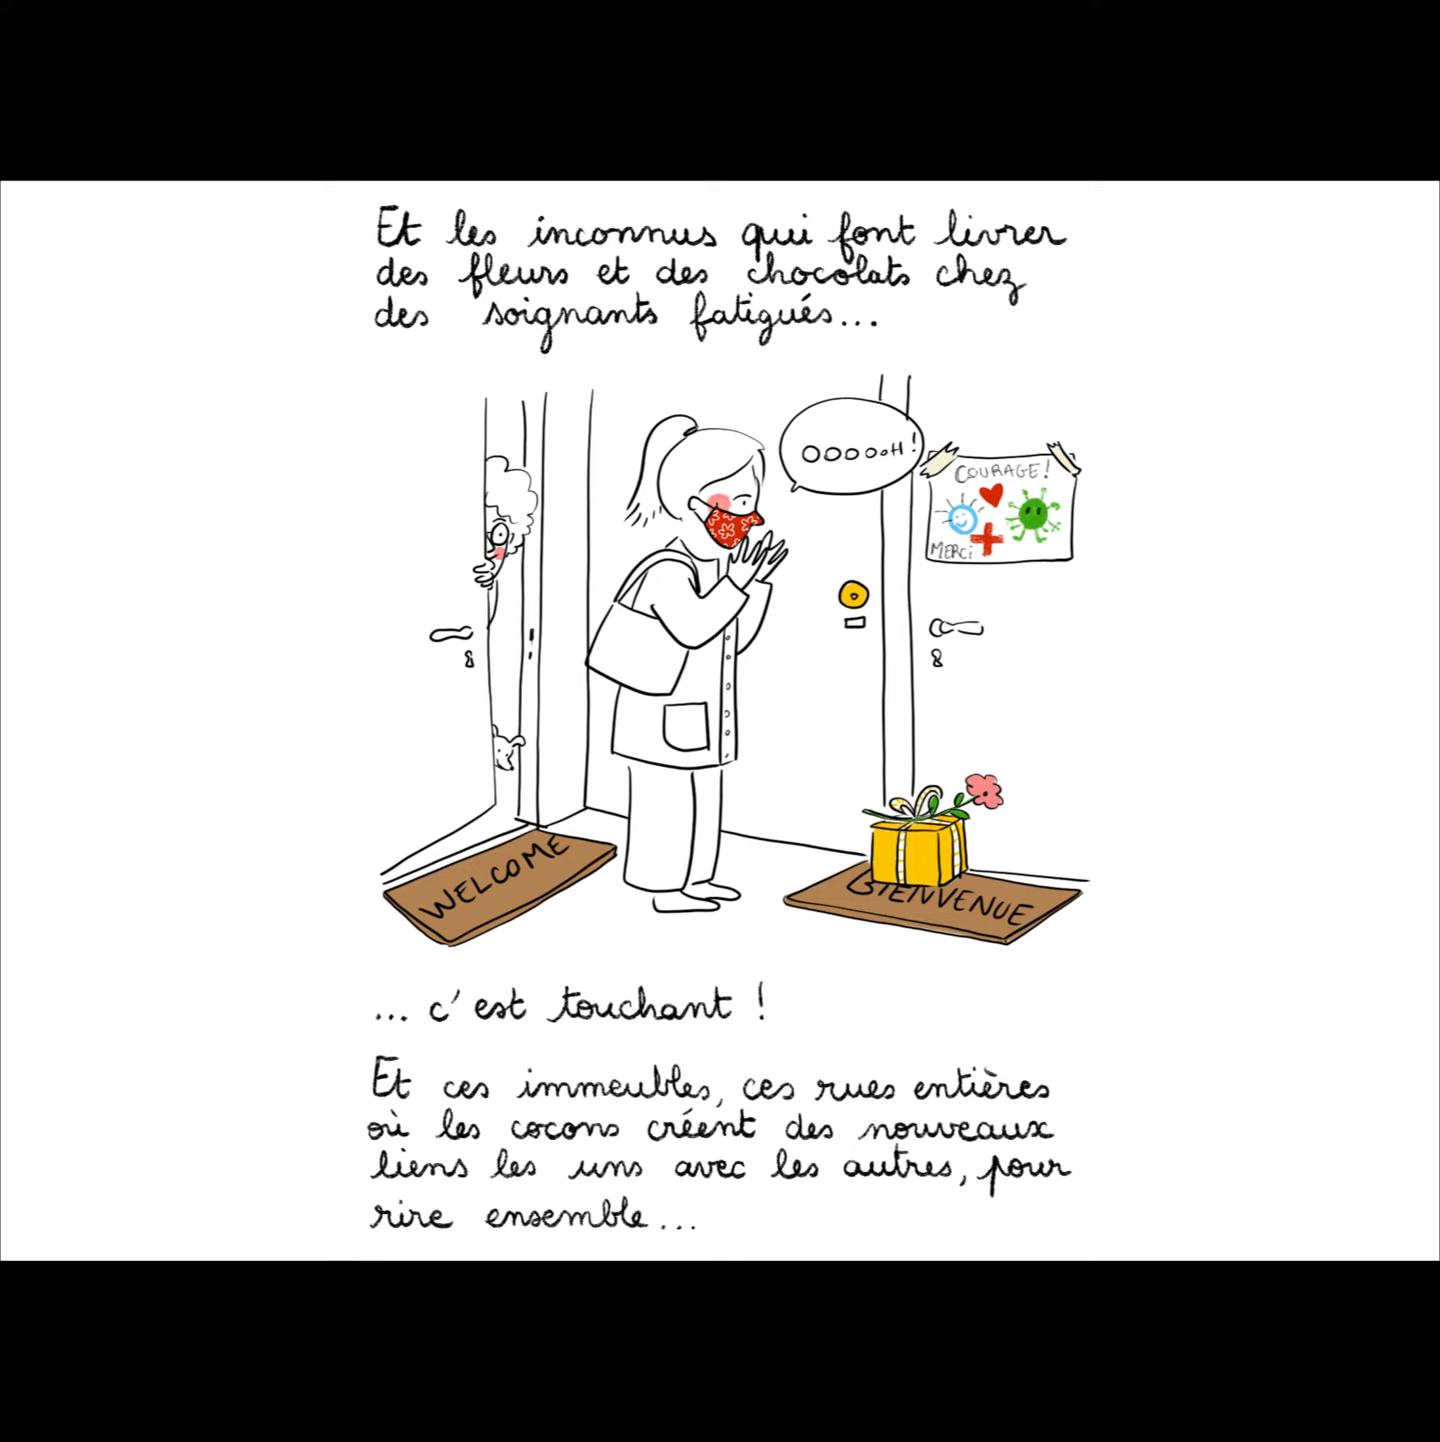 Et les inconnus qui font livrer
des fleurs et des chocolats chez
des soignants fatigués...
OOOOOH !
COURAGE !
MERCI
WELCOME
BIENVENUE
... c'est touchant !
Et ces immeubles, ces rues entières
où les cocons créent des nouveaux
liens les uns avec les autres, pour
rire ensemble...